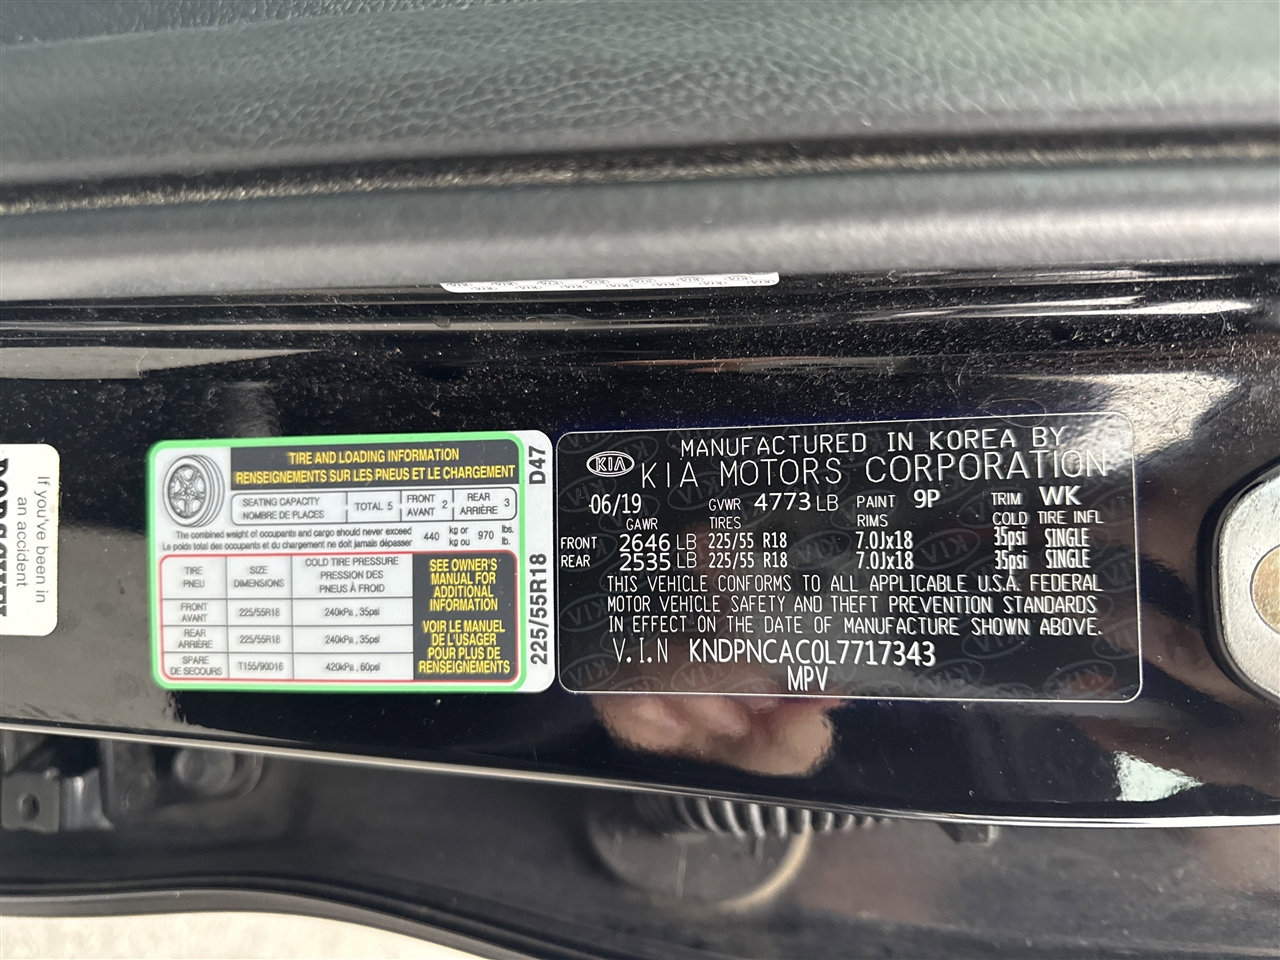 If you've been in
an accident
TIRE AND LOADING INFORMATION
RENSEIGNEMENTS SUR LES PNEUS ET LE CHARGEMENT
SEATING CAPACITY
NOMBRE DE PLACES
TOTAL 5
FRONT
AVANT 2
REAR
ARRIÈRE 3
The combined weight of occupants and cargo should never exceed 440 kg or 970 lbs.
Le poids total des occupants et du chargement ne doit jamais dépasser kg ou lb.
TIRE
PNEU
SIZE
DIMENSIONS
COLD TIRE PRESSURE
PRESSION DES
PNEUS À FROID
FRONT
AVANT
225/55R18
240kPa, 35psi
REAR
ARRIÈRE
225/55R18
240kPa, 35psi
SPARE
DE SECOURS
T155/90D16
420kPa, 60psi
SEE OWNER'S
MANUAL FOR
ADDITIONAL
INFORMATION
VOIR LE MANUEL
DE L'USAGER
POUR PLUS DE
RENSEIGNEMENTS
225/55R18 D47
KIA
MANUFACTURED IN KOREA BY
KIA MOTORS CORPORATION
06/19 GVWR 4773 LB PAINT 9P TRIM WK
GAWR TIRES RIMS COLD TIRE INFL
FRONT 2646 LB 225/55 R18 7.0Jx18 35psi SINGLE
REAR 2535 LB 225/55 R18 7.0Jx18 35psi SINGLE
THIS VEHICLE CONFORMS TO ALL APPLICABLE U.S.A. FEDERAL
MOTOR VEHICLE SAFETY AND THEFT PREVENTION STANDARDS
IN EFFECT ON THE DATE OF MANUFACTURE SHOWN ABOVE.
V.I.N KNDPNCAC0L7717343
MPV